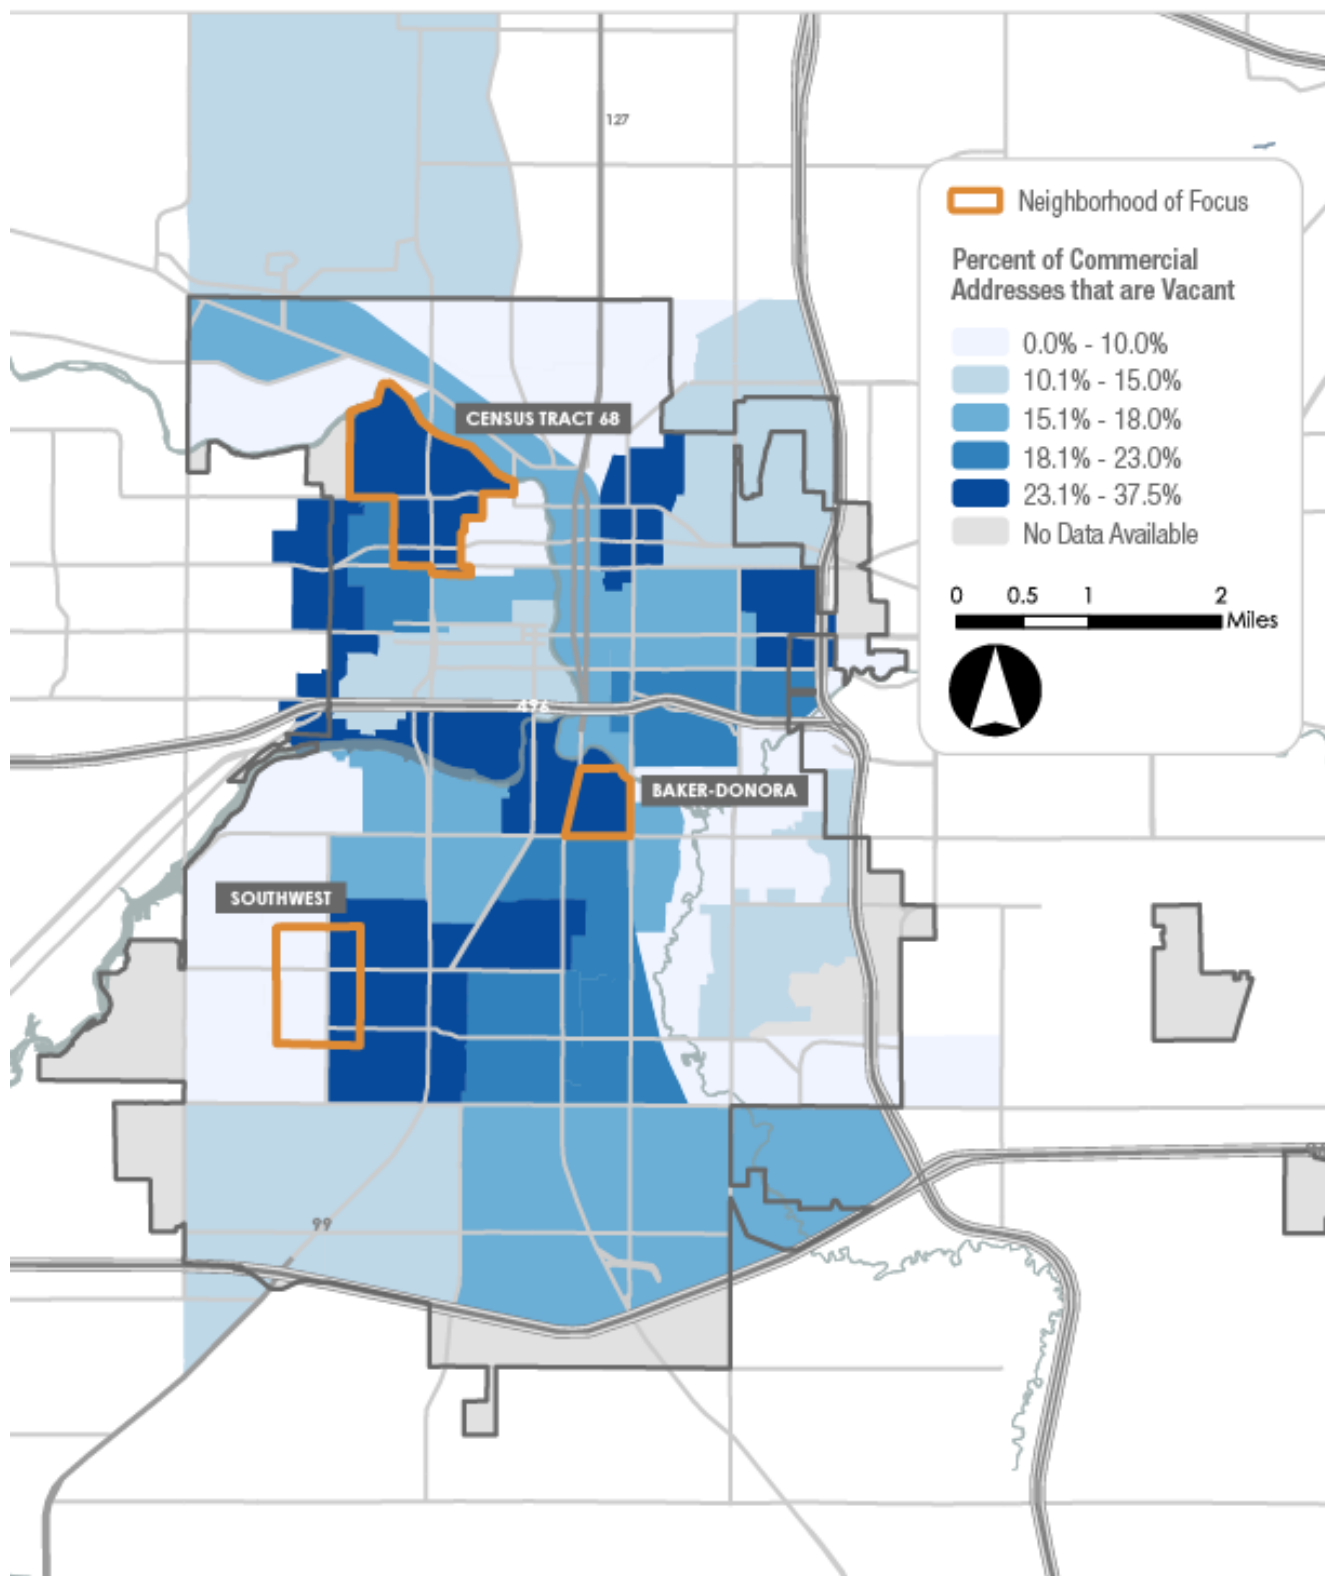 127
Neighborhood of Focus
Percent of Commercial
Addresses that are Vacant
0.0% - 10.0%
10.1% - 15.0%
15.1% - 18.0%
18.1% - 23.0%
23.1% - 37.5%
No Data Available
0 0.5 1 2
Miles
CENSUS TRACT 68
496
BAKER-DONORA
SOUTHWEST
99